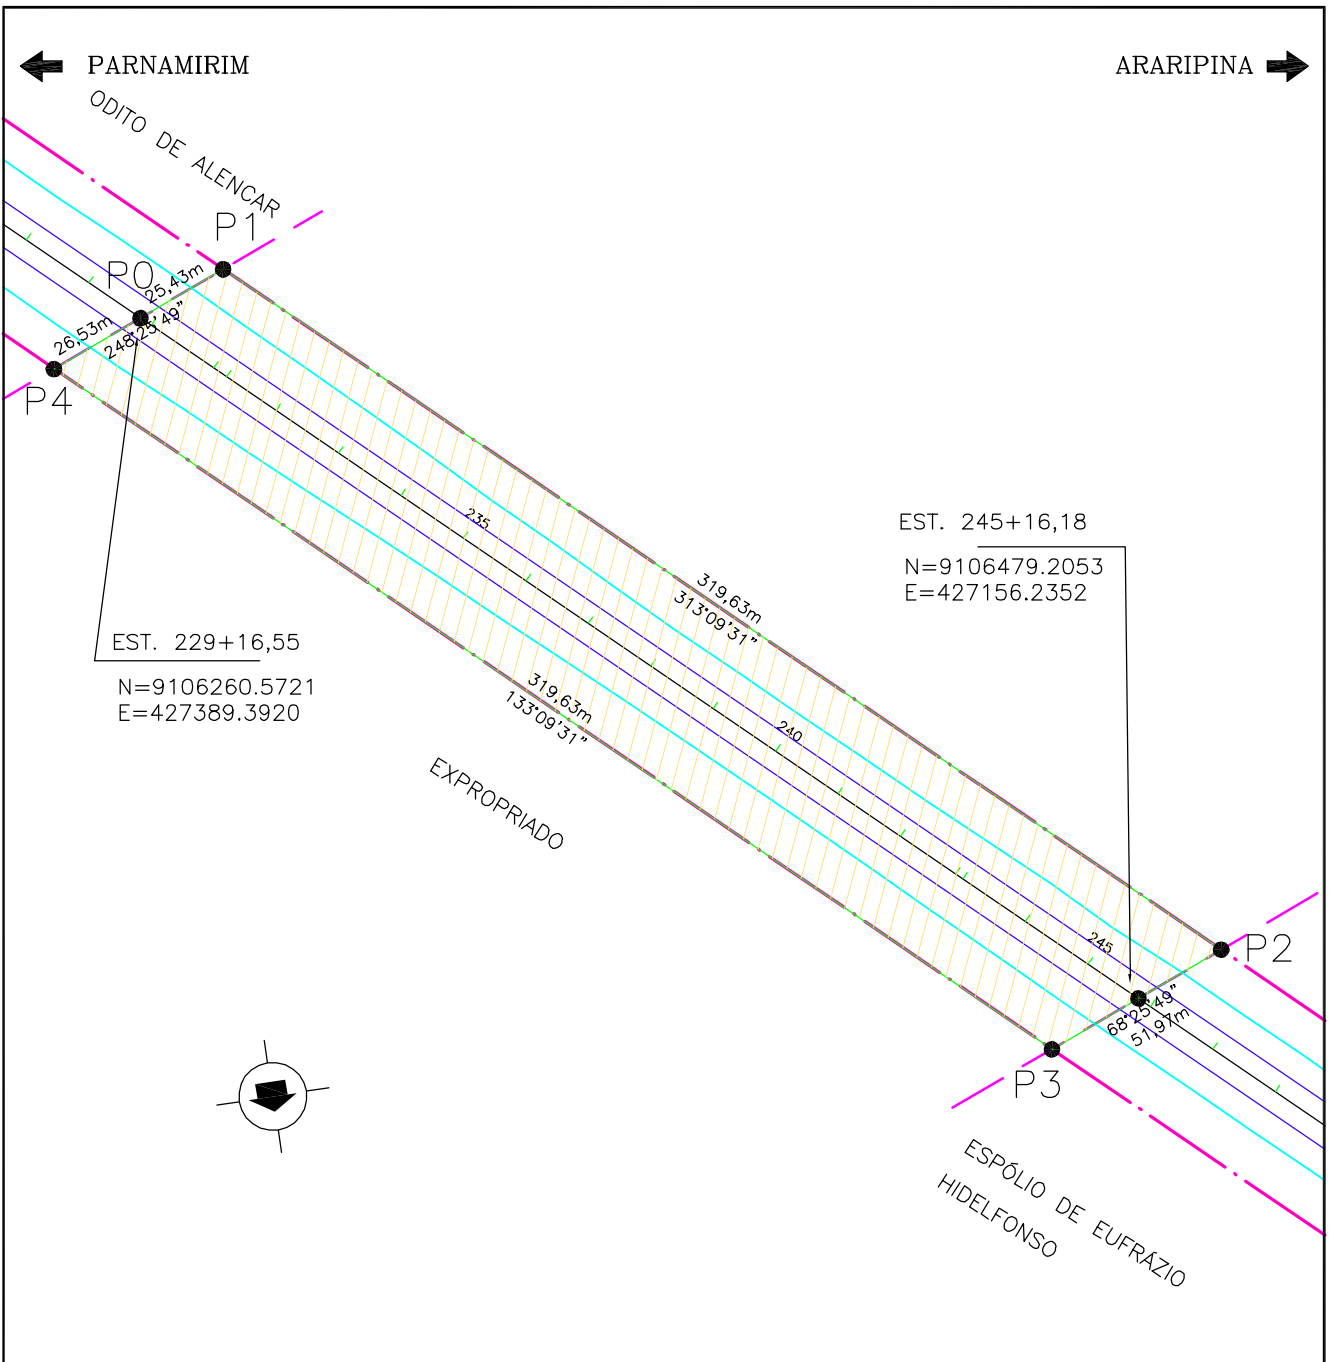 PARNAMIRIM
ARARIPINA
ODITO DE ALENCAR
P1
P0
25,43m
26,53m
248°25'49"
P4
235
EST. 245+16,18
N=9106479.2053
E=427156.2352
319,63m
313°09'31"
EST. 229+16,55
N=9106260.5721
E=427389.3920
319,63m
133°09'31"
240
EXPROPRIADO
245
P2
68°25'49"
51,97m
P3
ESPÓLIO DE EUFRÁZIO
HIDELFONSO